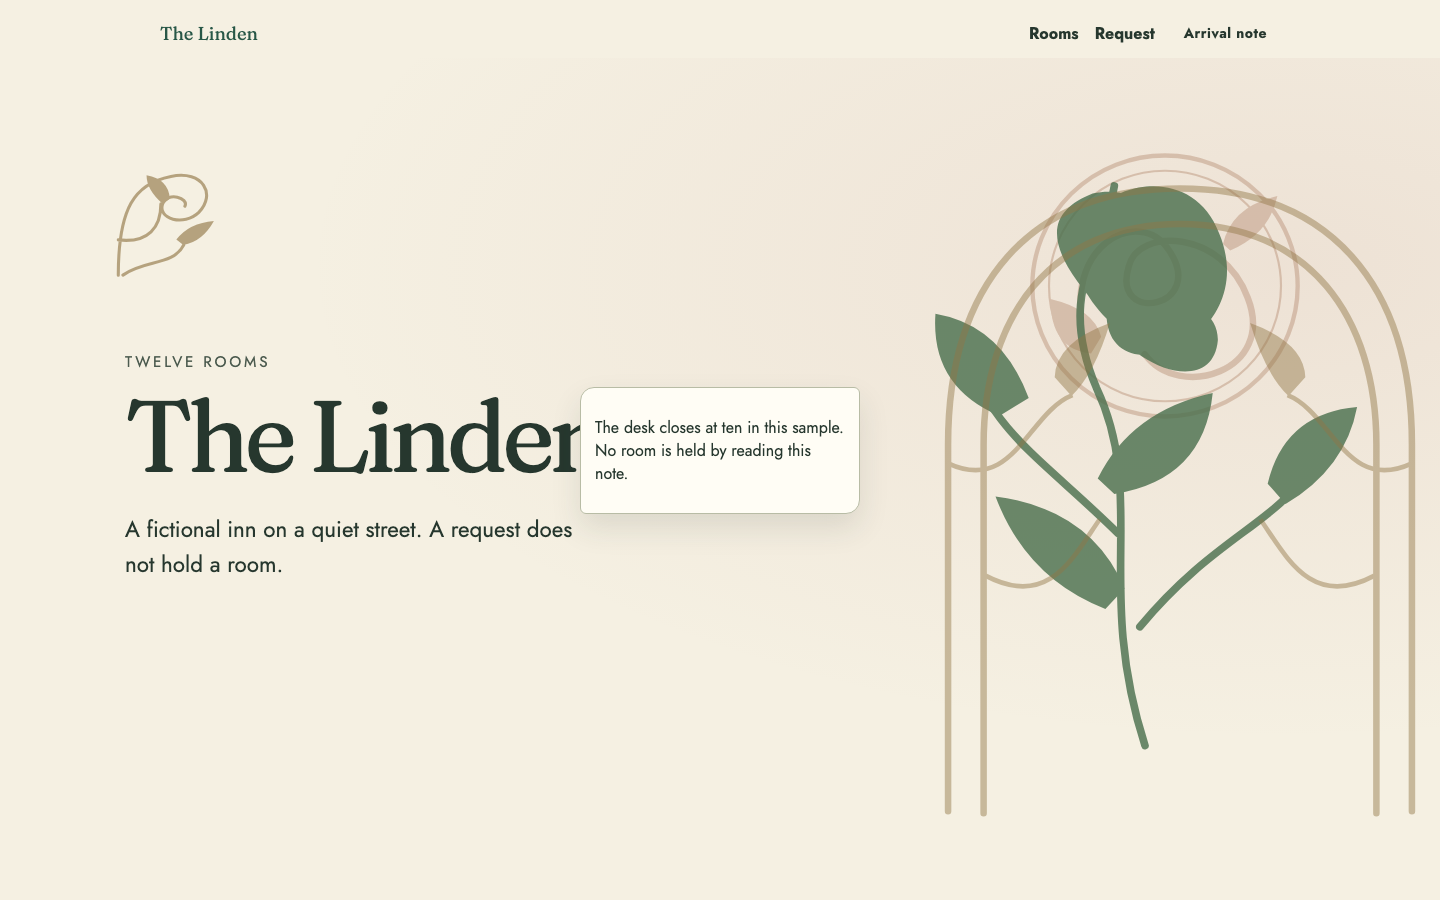 The Linden
Rooms Request Arrival note
TWELVE ROOMS
The Linden
The desk closes at ten in this sample.
No room is held by reading this
note.
A fictional inn on a quiet street. A request does
not hold a room.